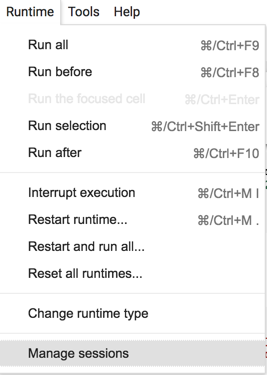 Runtime Tools Help
Run all ⌘/Ctrl+F9
Run before ⌘/Ctrl+F8
Run the focused cell ⌘/Ctrl+Enter
Run selection ⌘/Ctrl+Shift+Enter
Run after ⌘/Ctrl+F10
Interrupt execution ⌘/Ctrl+M I
Restart runtime... ⌘/Ctrl+M .
Restart and run all...
Reset all runtimes...
Change runtime type
Manage sessions